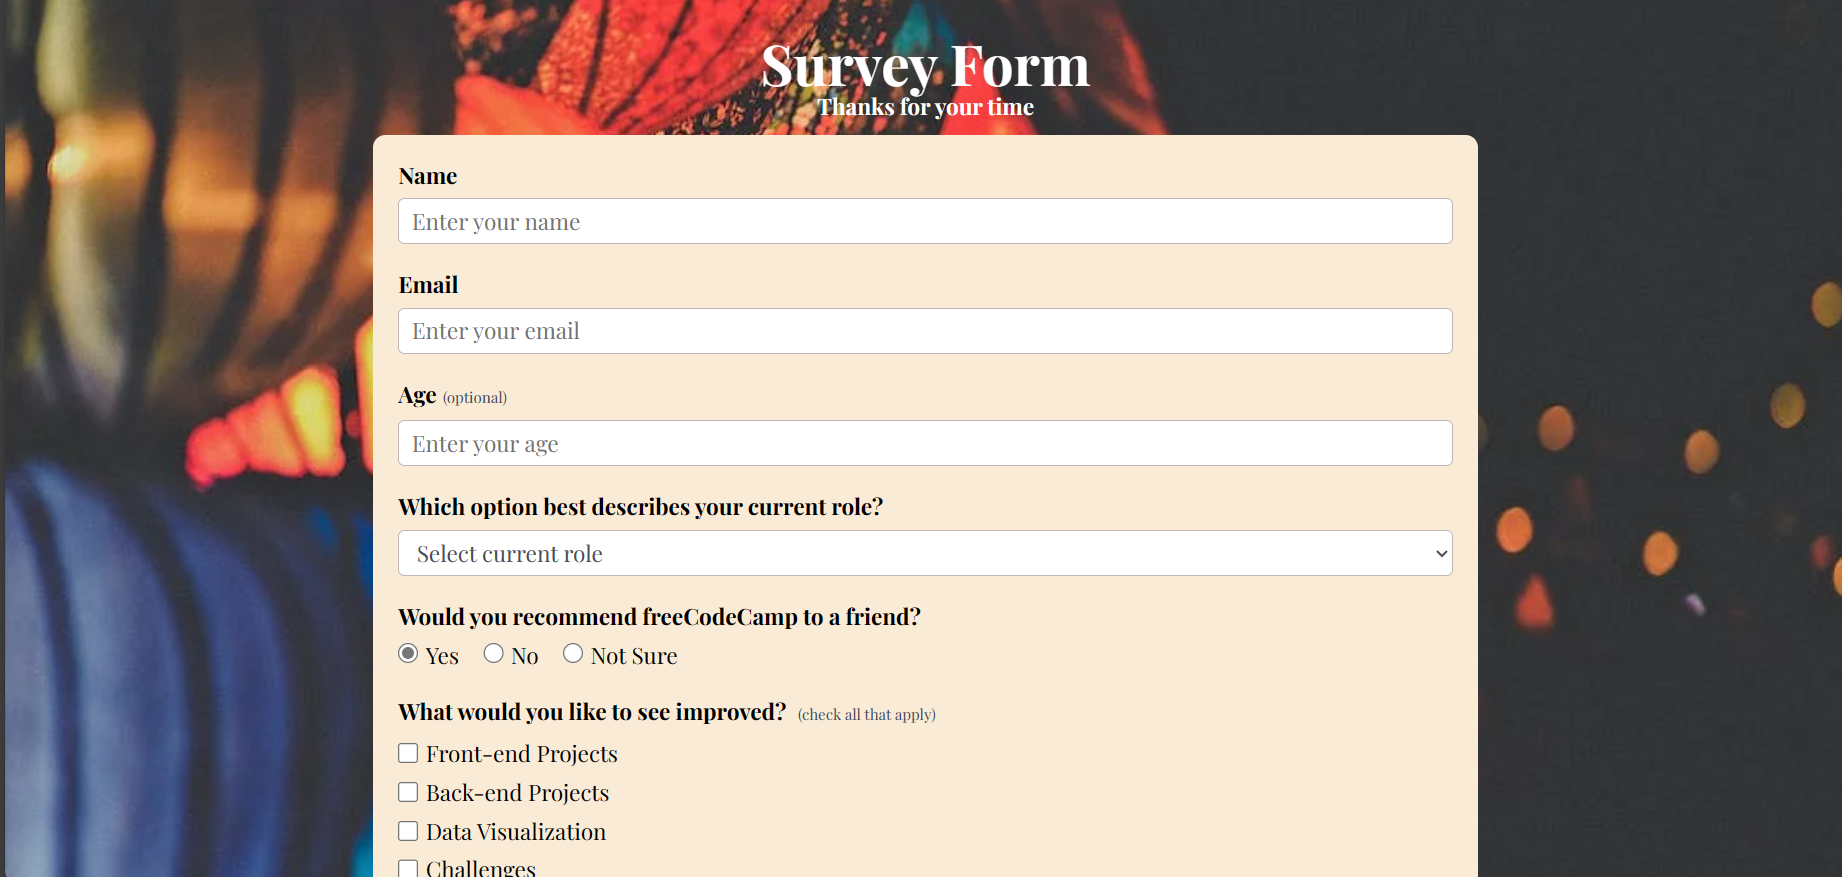 Survey Form
Thanks for your time
Name
Enter your name
Email
Enter your email
Age (optional)
Enter your age
Which option best describes your current role?
Select current role
Would you recommend freeCodeCamp to a friend?
Yes No Not Sure
What would you like to see improved? (check all that apply)
Front-end Projects
Back-end Projects
Data Visualization
Challenges